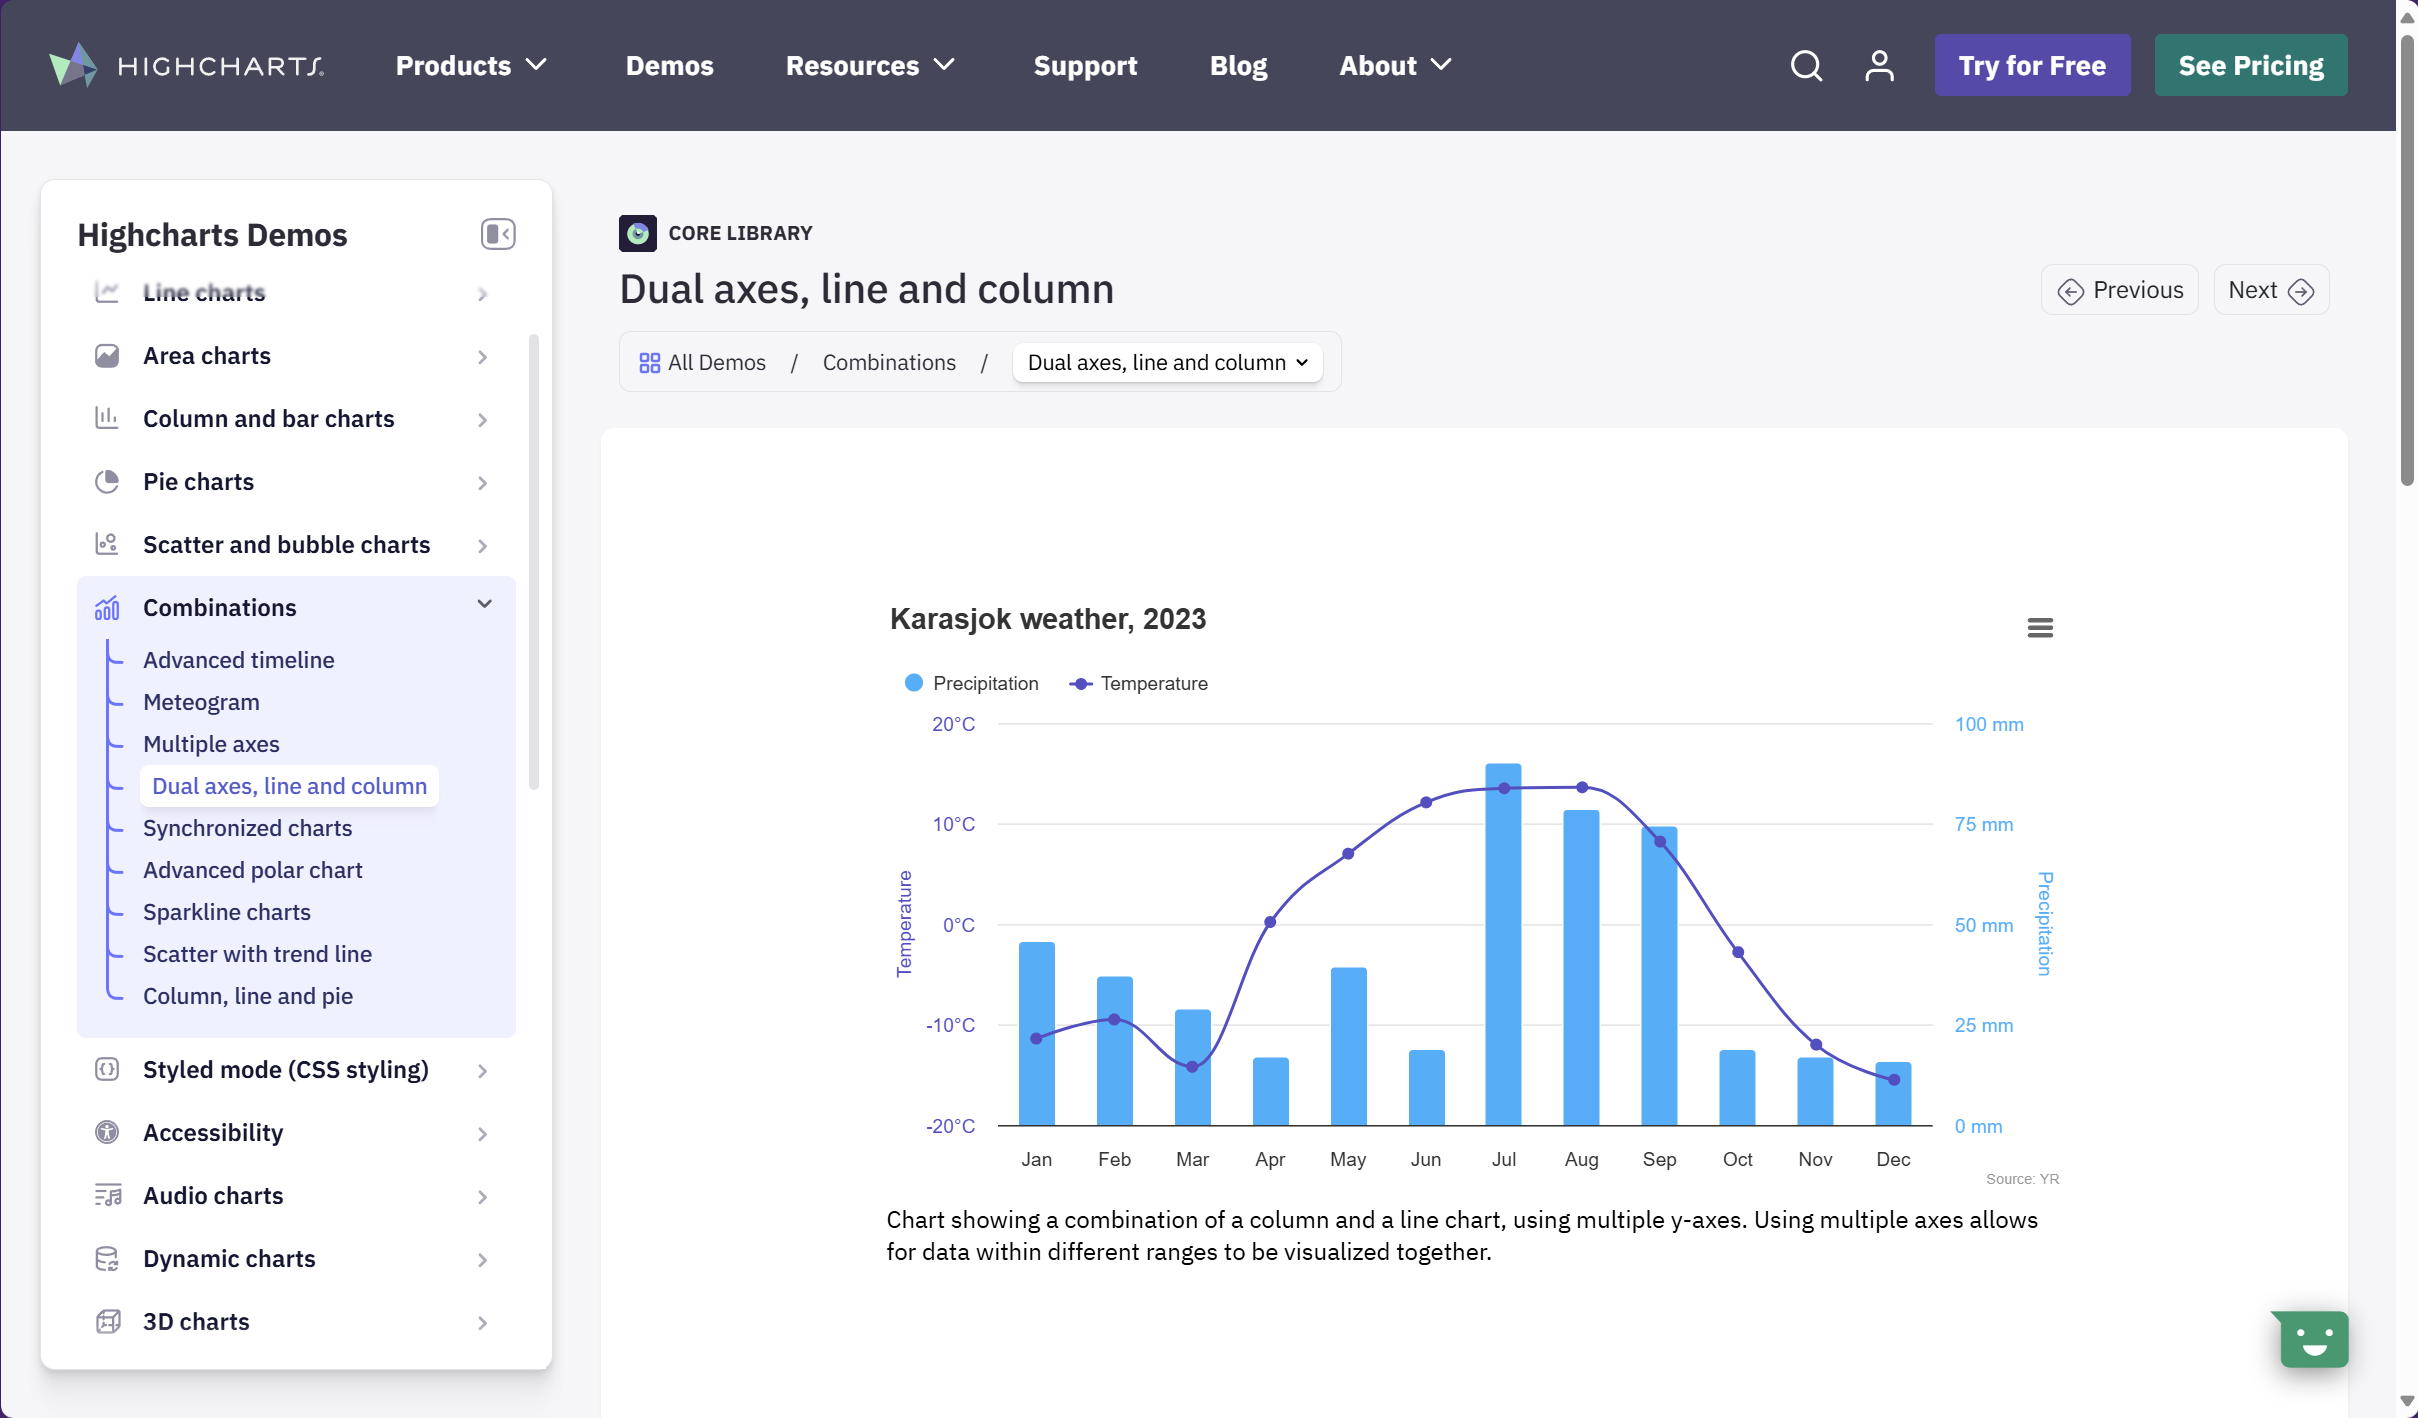 HIGHCHARTS Products Demos Resources Support Blog About Try for Free See Pricing
Highcharts Demos
Line charts
Area charts
Column and bar charts
Pie charts
Scatter and bubble charts
Combinations
Advanced timeline
Meteogram
Multiple axes
Dual axes, line and column
Synchronized charts
Advanced polar chart
Sparkline charts
Scatter with trend line
Column, line and pie
Styled mode (CSS styling)
Accessibility
Audio charts
Dynamic charts
3D charts
CORE LIBRARY
Dual axes, line and column
Previous Next
All Demos / Combinations / Dual axes, line and column
Karasjok weather, 2023
Precipitation Temperature
20°C 100 mm
10°C 75 mm
0°C 50 mm
-10°C 25 mm
-20°C 0 mm
Temperature
Precipitation
Jan Feb Mar Apr May Jun Jul Aug Sep Oct Nov Dec
Source: YR
Chart showing a combination of a column and a line chart, using multiple y-axes. Using multiple axes allows
for data within different ranges to be visualized together.